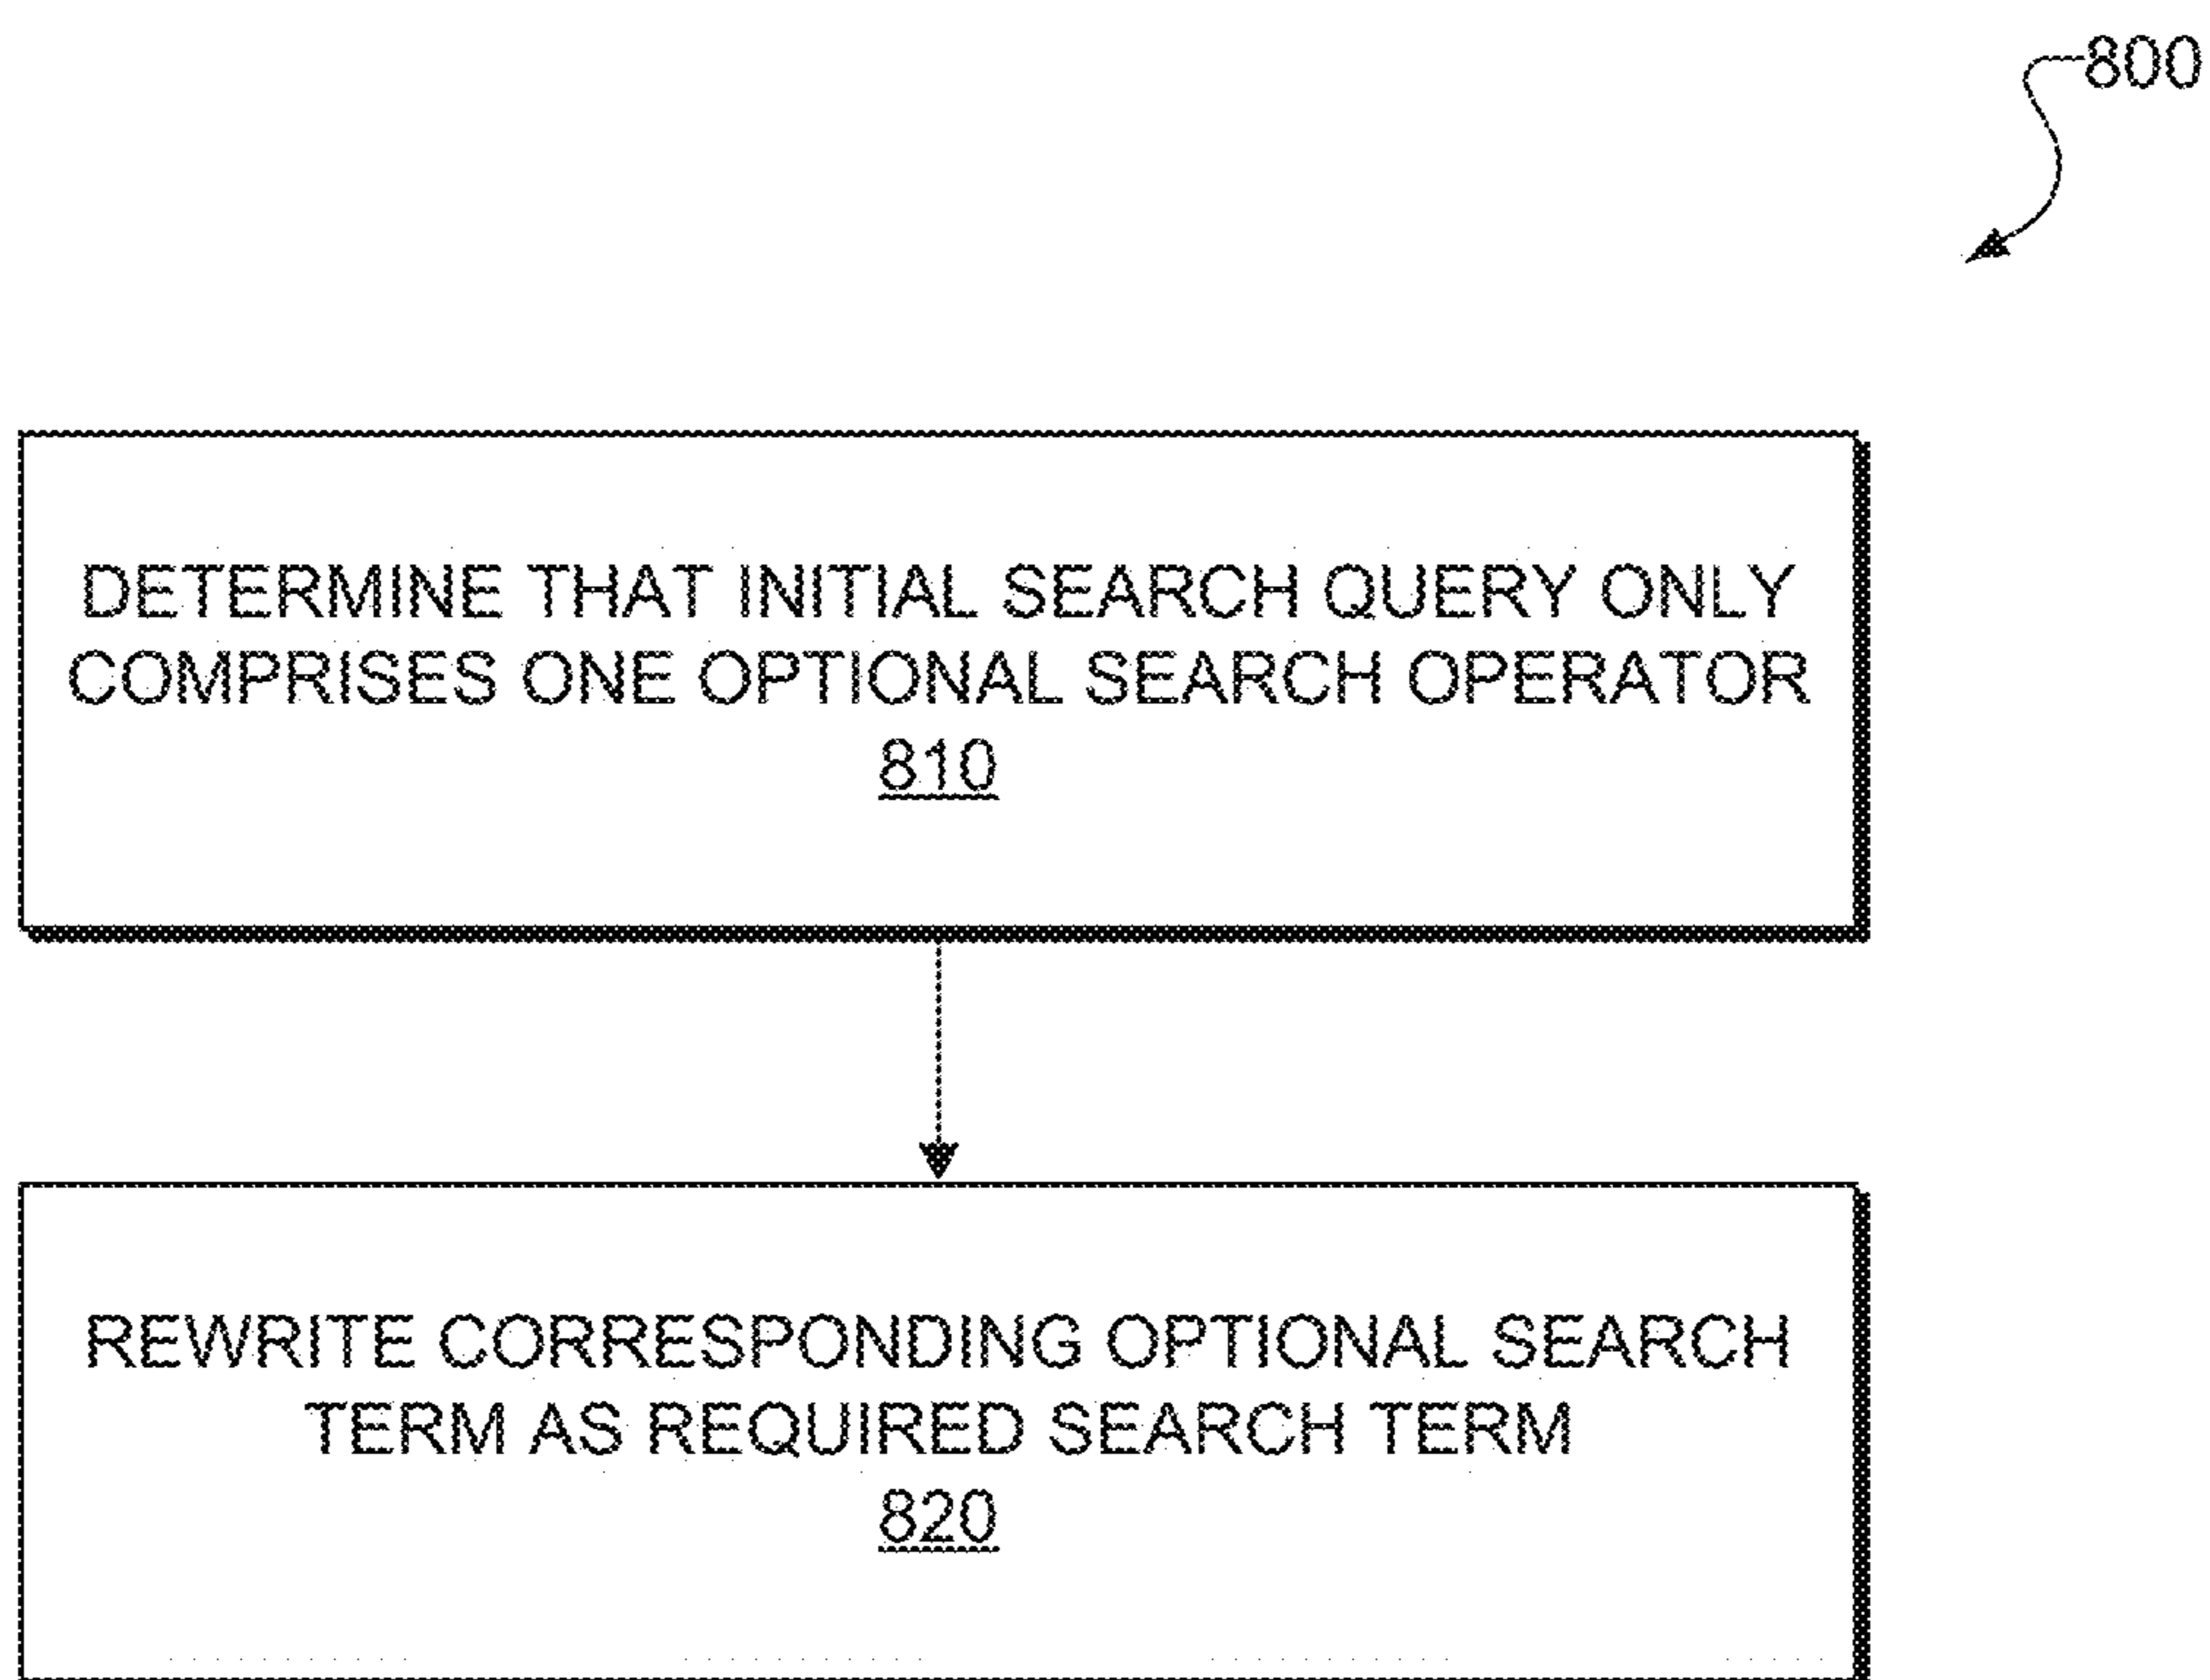 800
DETERMINE THAT INITIAL SEARCH QUERY ONLY
COMPRISES ONE OPTIONAL SEARCH OPERATOR
810
REWRITE CORRESPONDING OPTIONAL SEARCH
TERM AS REQUIRED SEARCH TERM
820